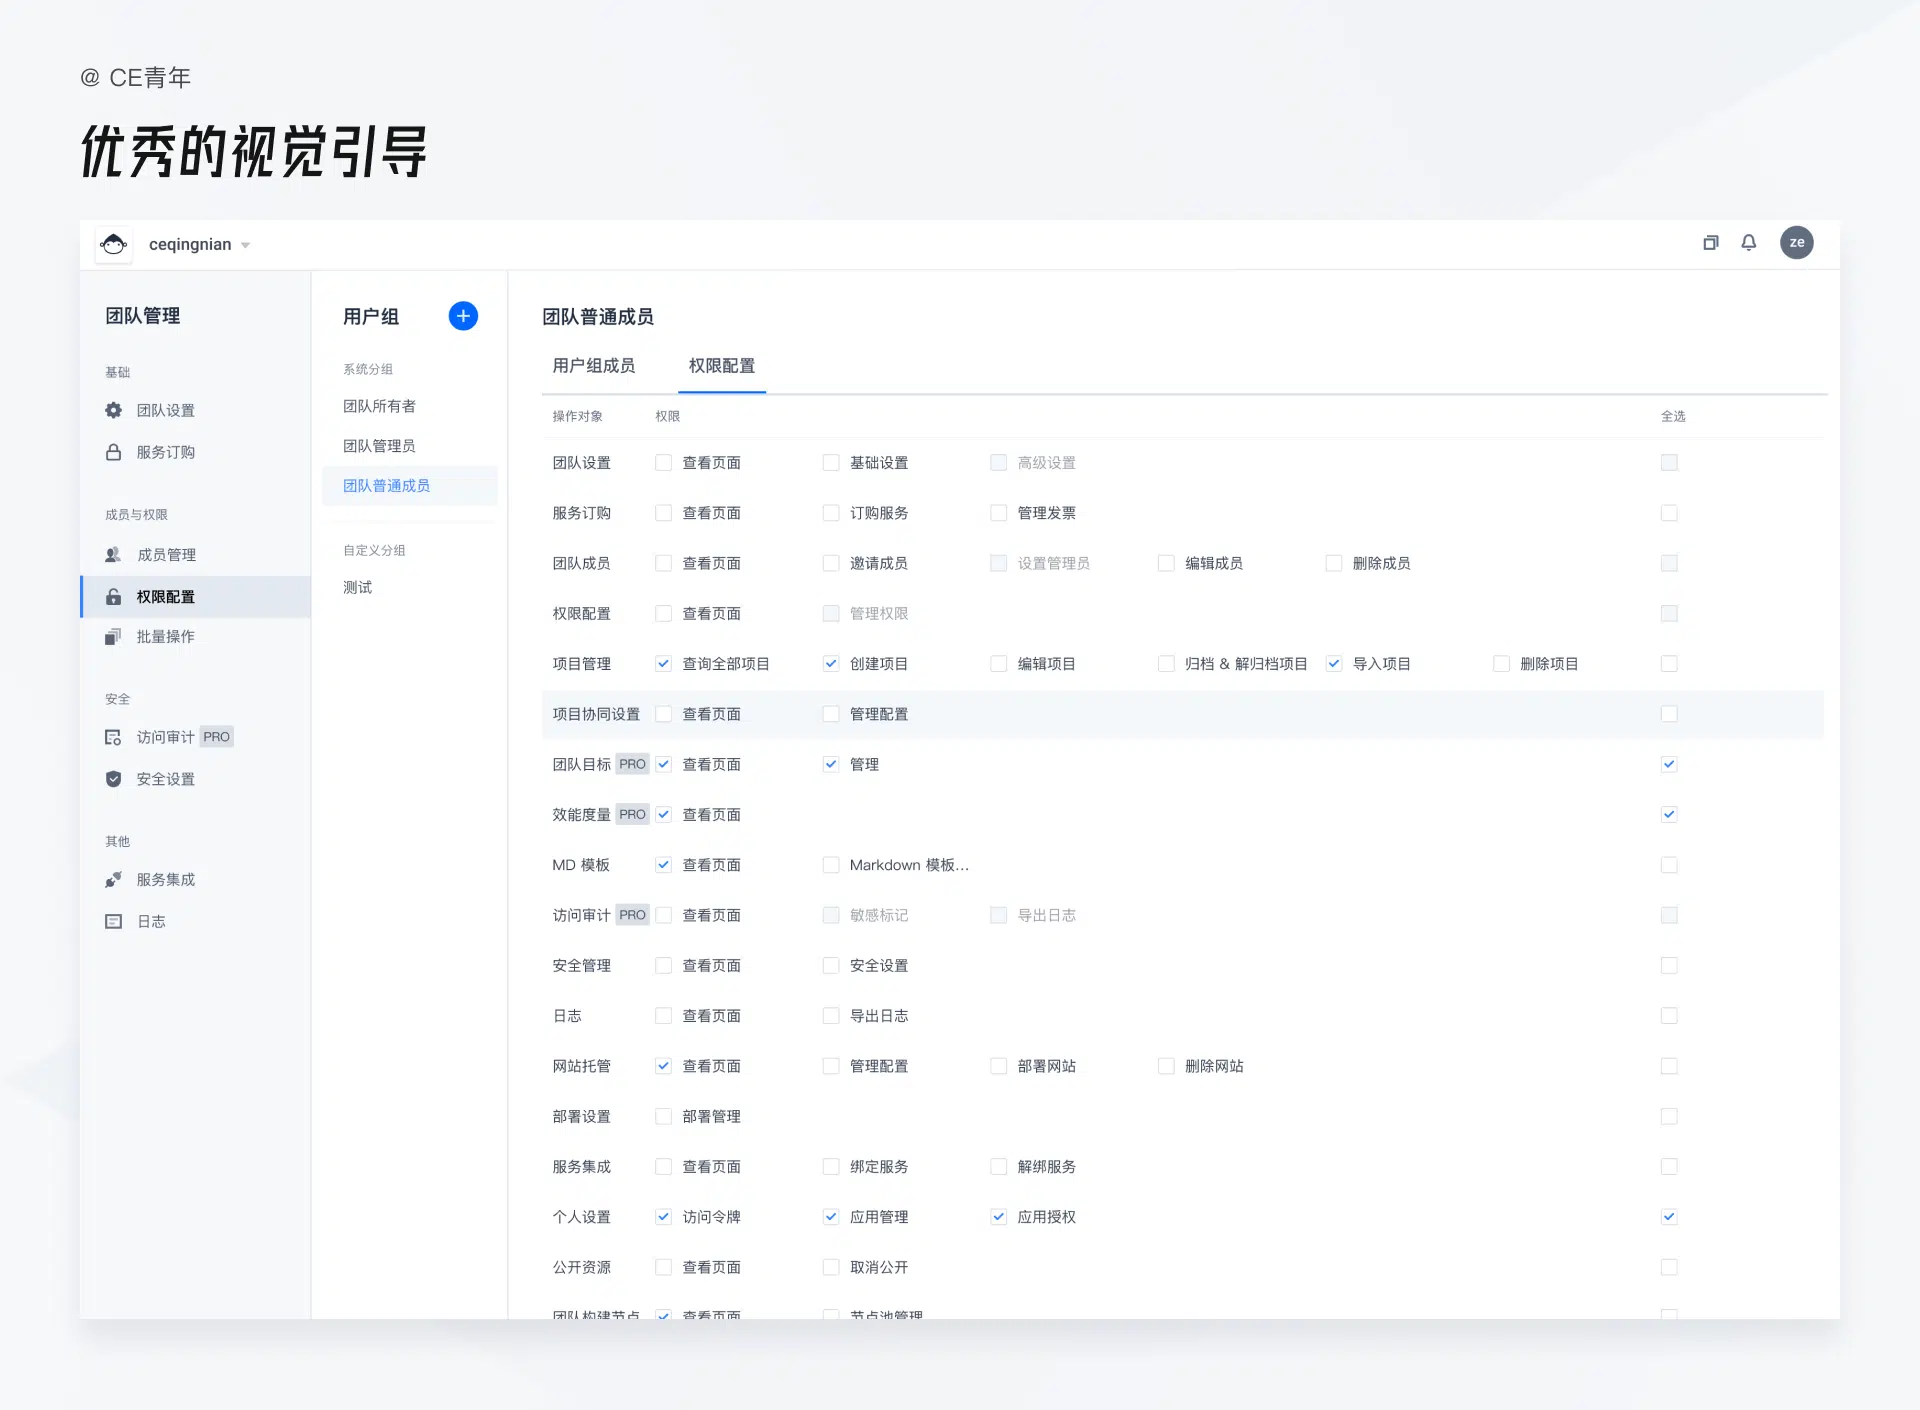 @ CE青年
优秀的视觉引导
ceqingnian
ze
团队管理
基础
团队设置
服务订购
成员与权限
成员管理
权限配置
批量操作
安全
访问审计 PRO
安全设置
其他
服务集成
日志
用户组
系统分组
团队所有者
团队管理员
团队普通成员
自定义分组
测试
团队普通成员
用户组成员 权限配置
操作对象 权限 全选
团队设置 查看页面 基础设置 高级设置
服务订购 查看页面 订购服务 管理发票
团队成员 查看页面 邀请成员 设置管理员 编辑成员 删除成员
权限配置 查看页面 管理权限
项目管理 查询全部项目 创建项目 编辑项目 归档 & 解归档项目 导入项目 删除项目
项目协同设置 查看页面 管理配置
团队目标 PRO 查看页面 管理
效能度量 PRO 查看页面
MD 模板 查看页面 Markdown 模板...
访问审计 PRO 查看页面 敏感标记 导出日志
安全管理 查看页面 安全设置
日志 查看页面 导出日志
网站托管 查看页面 管理配置 部署网站 删除网站
部署设置 部署管理
服务集成 查看页面 绑定服务 解绑服务
个人设置 访问令牌 应用管理 应用授权
公开资源 查看页面 取消公开
团队构建节点 查看页面 节点池管理